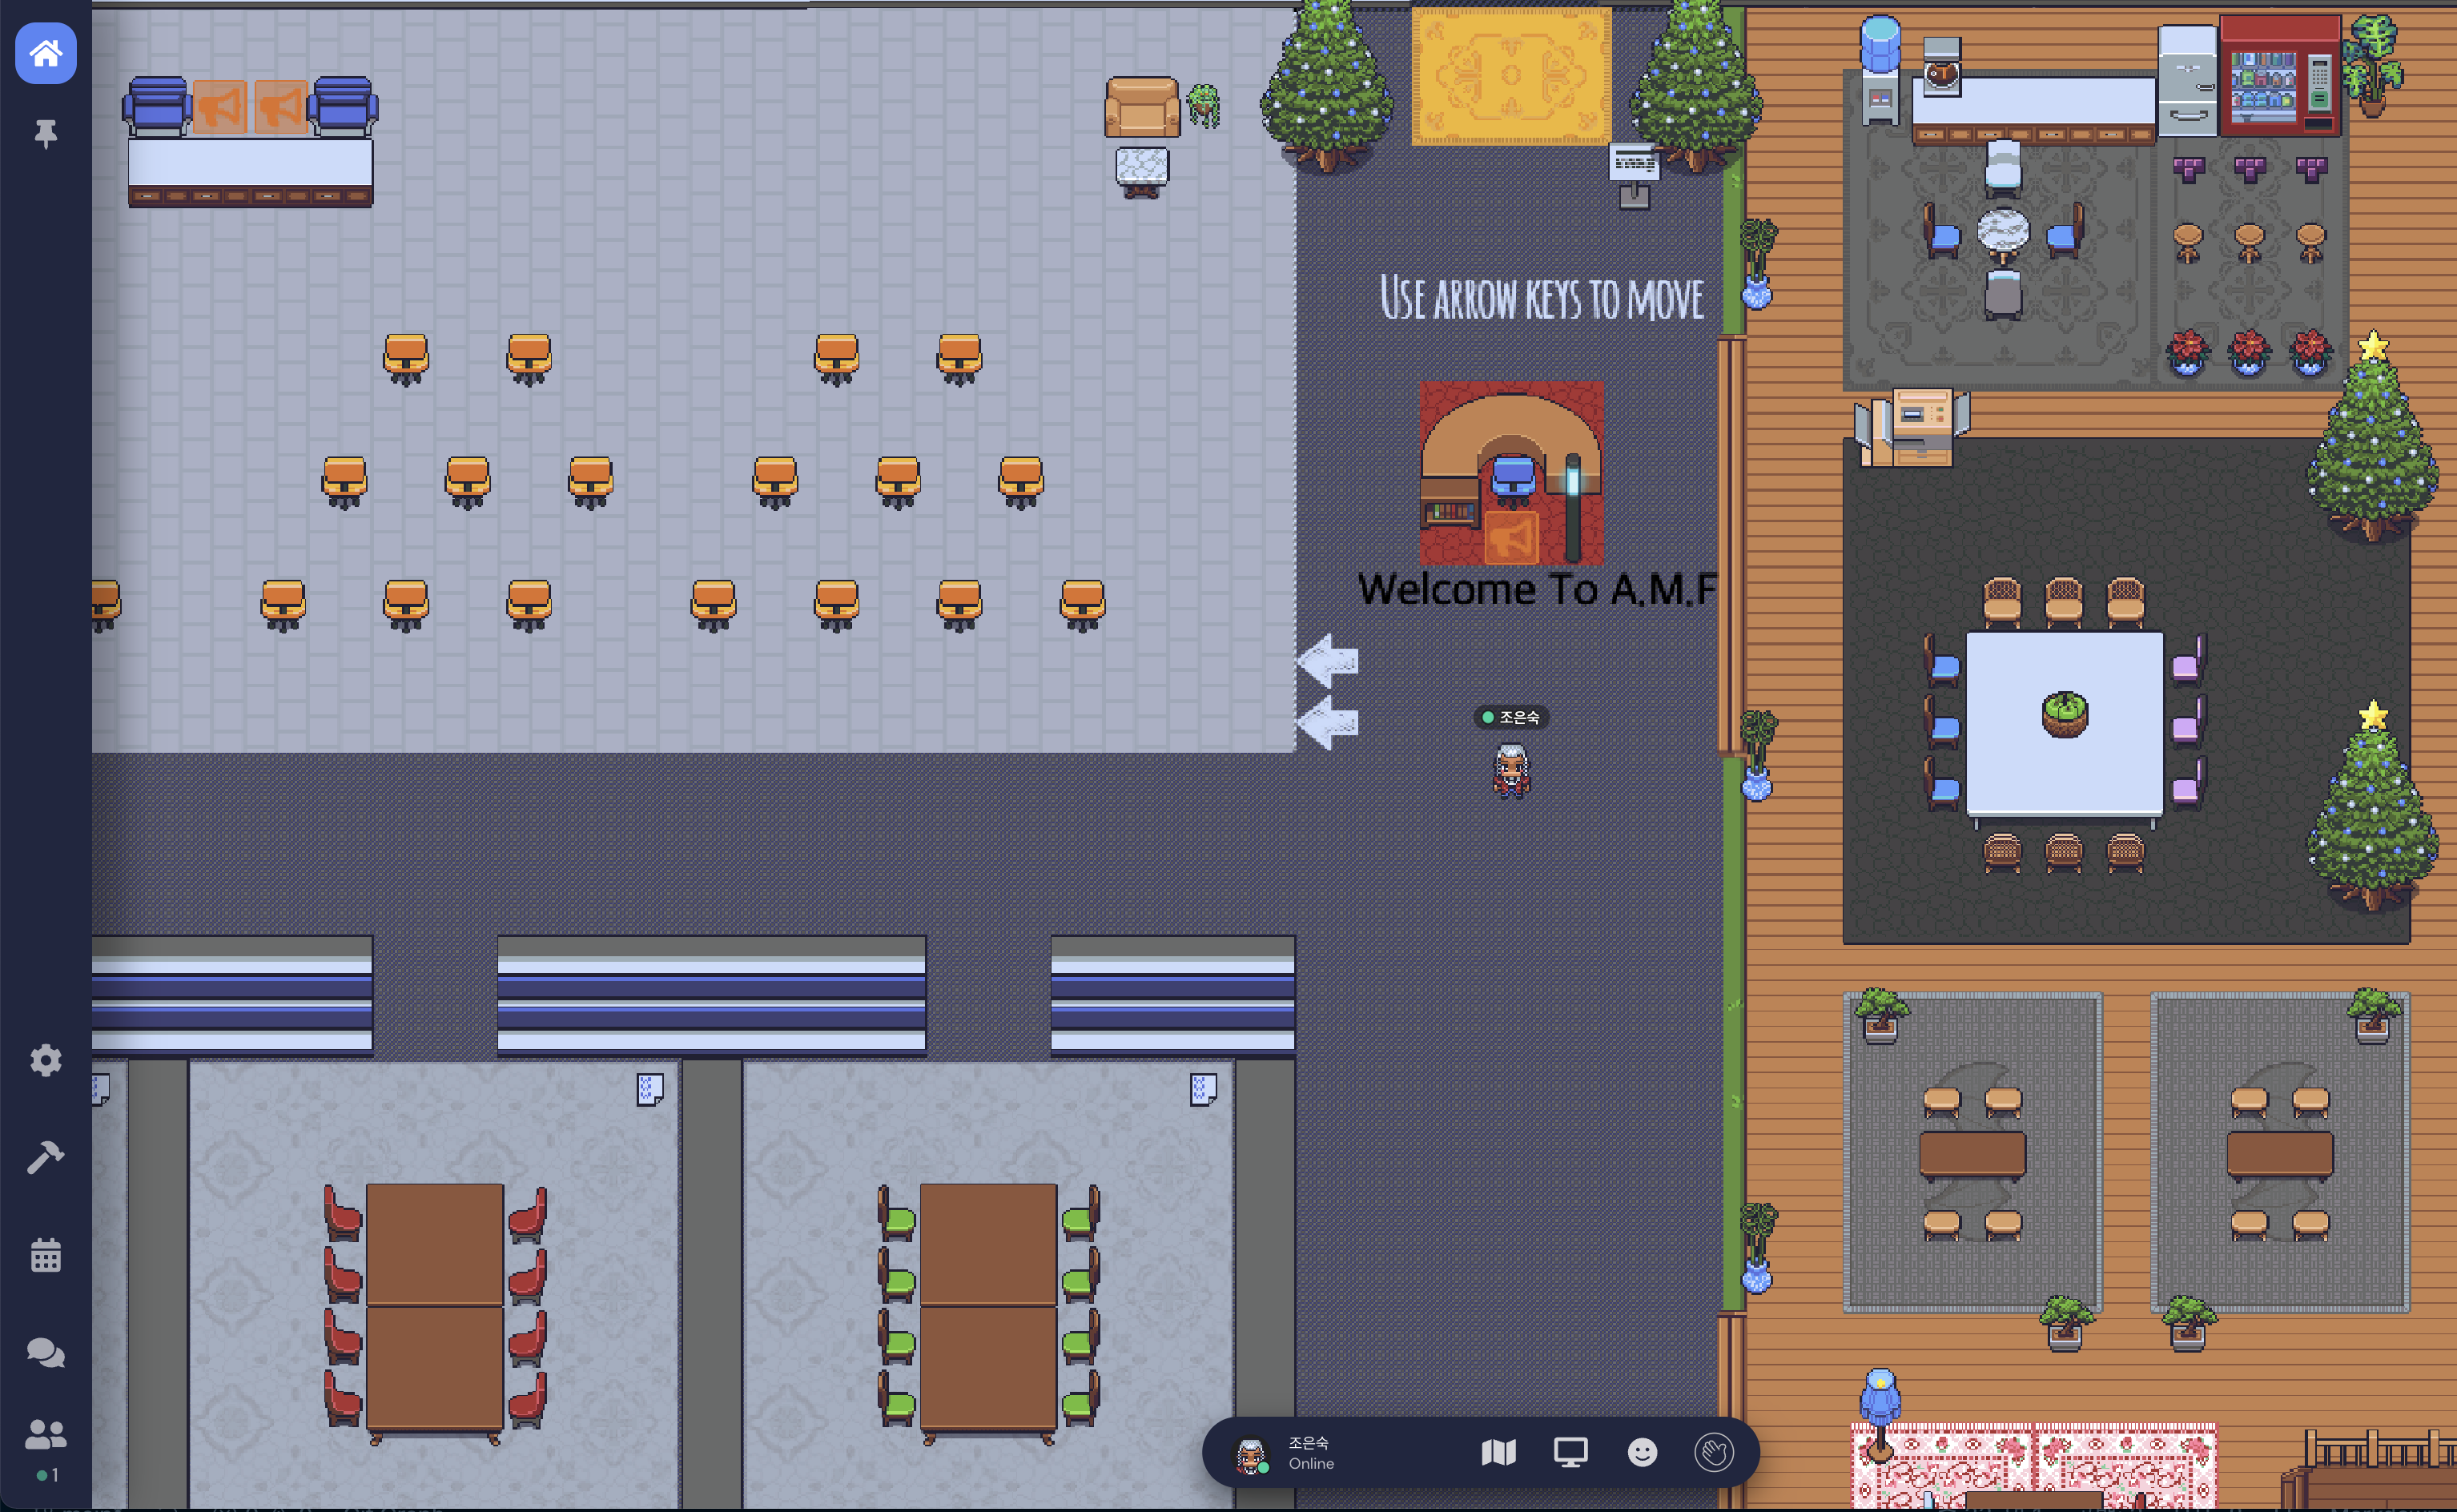 USE ARROW KEYS TO MOVE
Welcome To A.M.F
조은숙
조은숙
Online
1